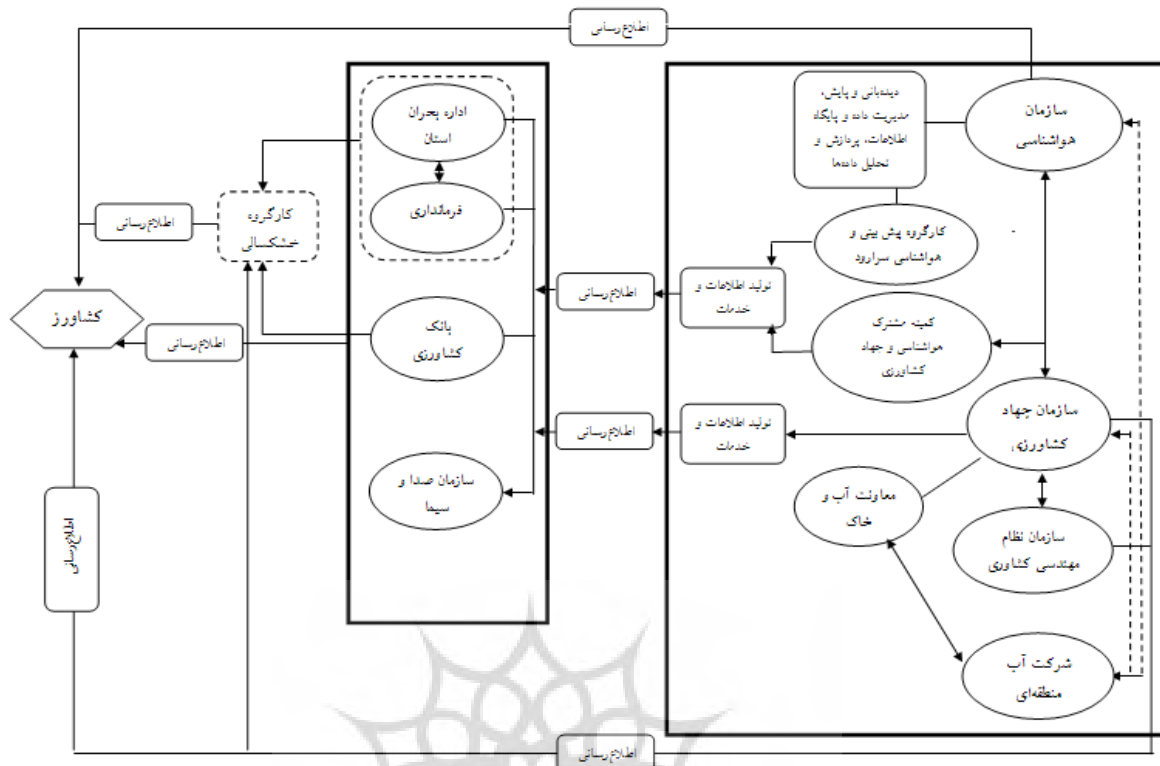 اطلاع رسانی
سازمان
هواشناسی
دیده‌بانی و پایش،
مدیریت داده و پایگاه
اطلاعات، پردازش و
تحلیل داده‌ها
کارگروه پیش بینی و
هواشناسی سرارود
کمیته مشترک
هواشناسی و جهاد
کشاورزی
سازمان جهاد
کشاورزی
معاونت آب و
خاک
سازمان نظام
مهندسی کشاوری
شرکت آب
منطقه‌ای
تولید اطلاعات و
خدمات
تولید اطلاعات و
خدمات
اطلاع رسانی
اطلاع رسانی
اداره بحران
استان
فرمانداری
بانک
کشاورزی
سازمان صدا و
سیما
کارگروه
خشکسالی
اطلاع رسانی
اطلاع رسانی
کشاورز
اطلاع رسانی
اطلاع رسانی